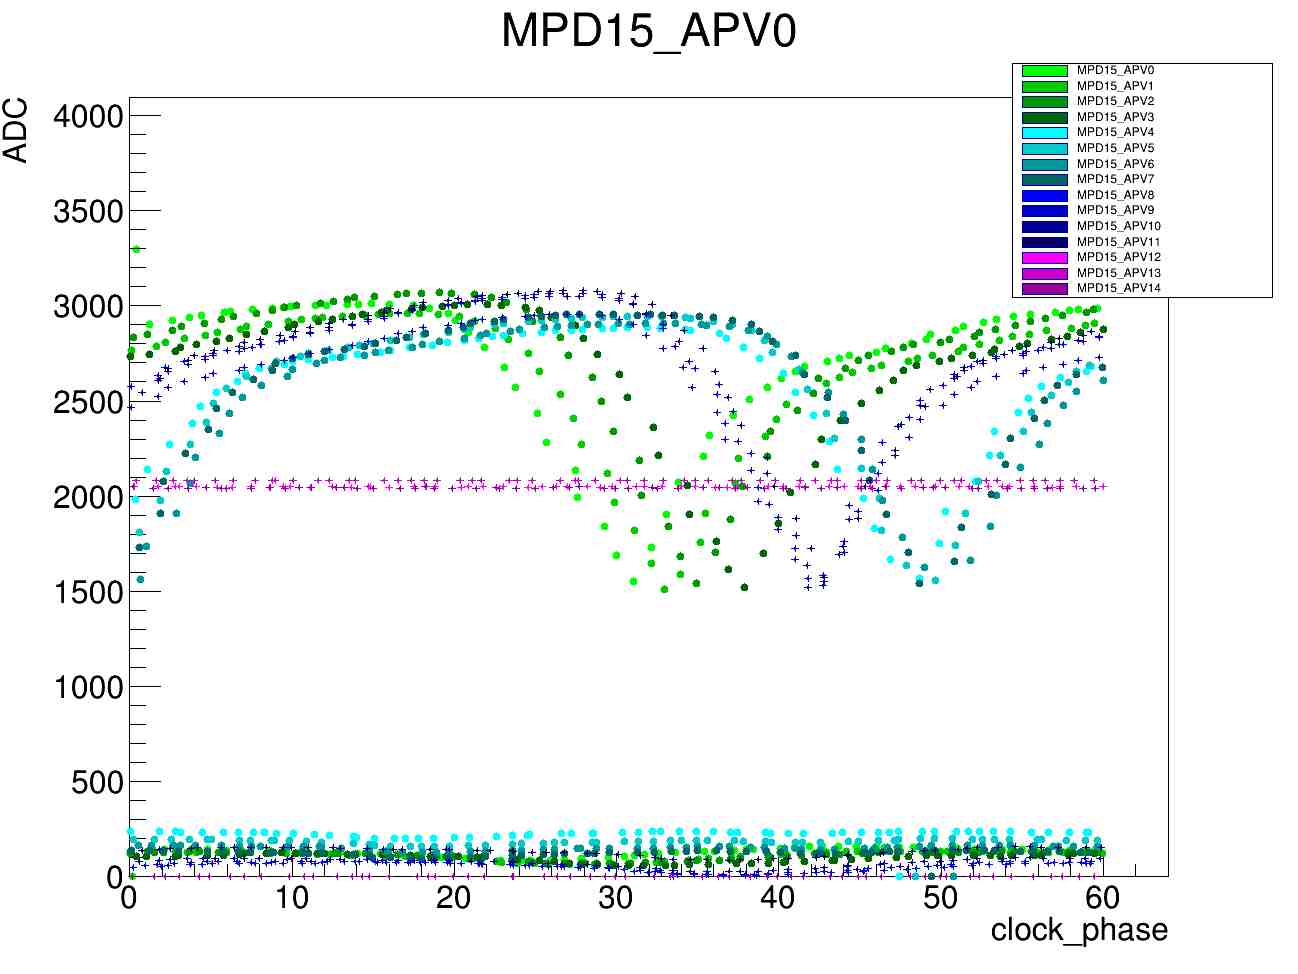 MPD15_APV0
ADC
4000
3500
3000
2500
2000
1500
1000
500
0
0 10 20 30 40 50 60
clock_phase
MPD15_APV0
MPD15_APV1
MPD15_APV2
MPD15_APV3
MPD15_APV4
MPD15_APV5
MPD15_APV6
MPD15_APV7
MPD15_APV8
MPD15_APV9
MPD15_APV10
MPD15_APV11
MPD15_APV12
MPD15_APV13
MPD15_APV14